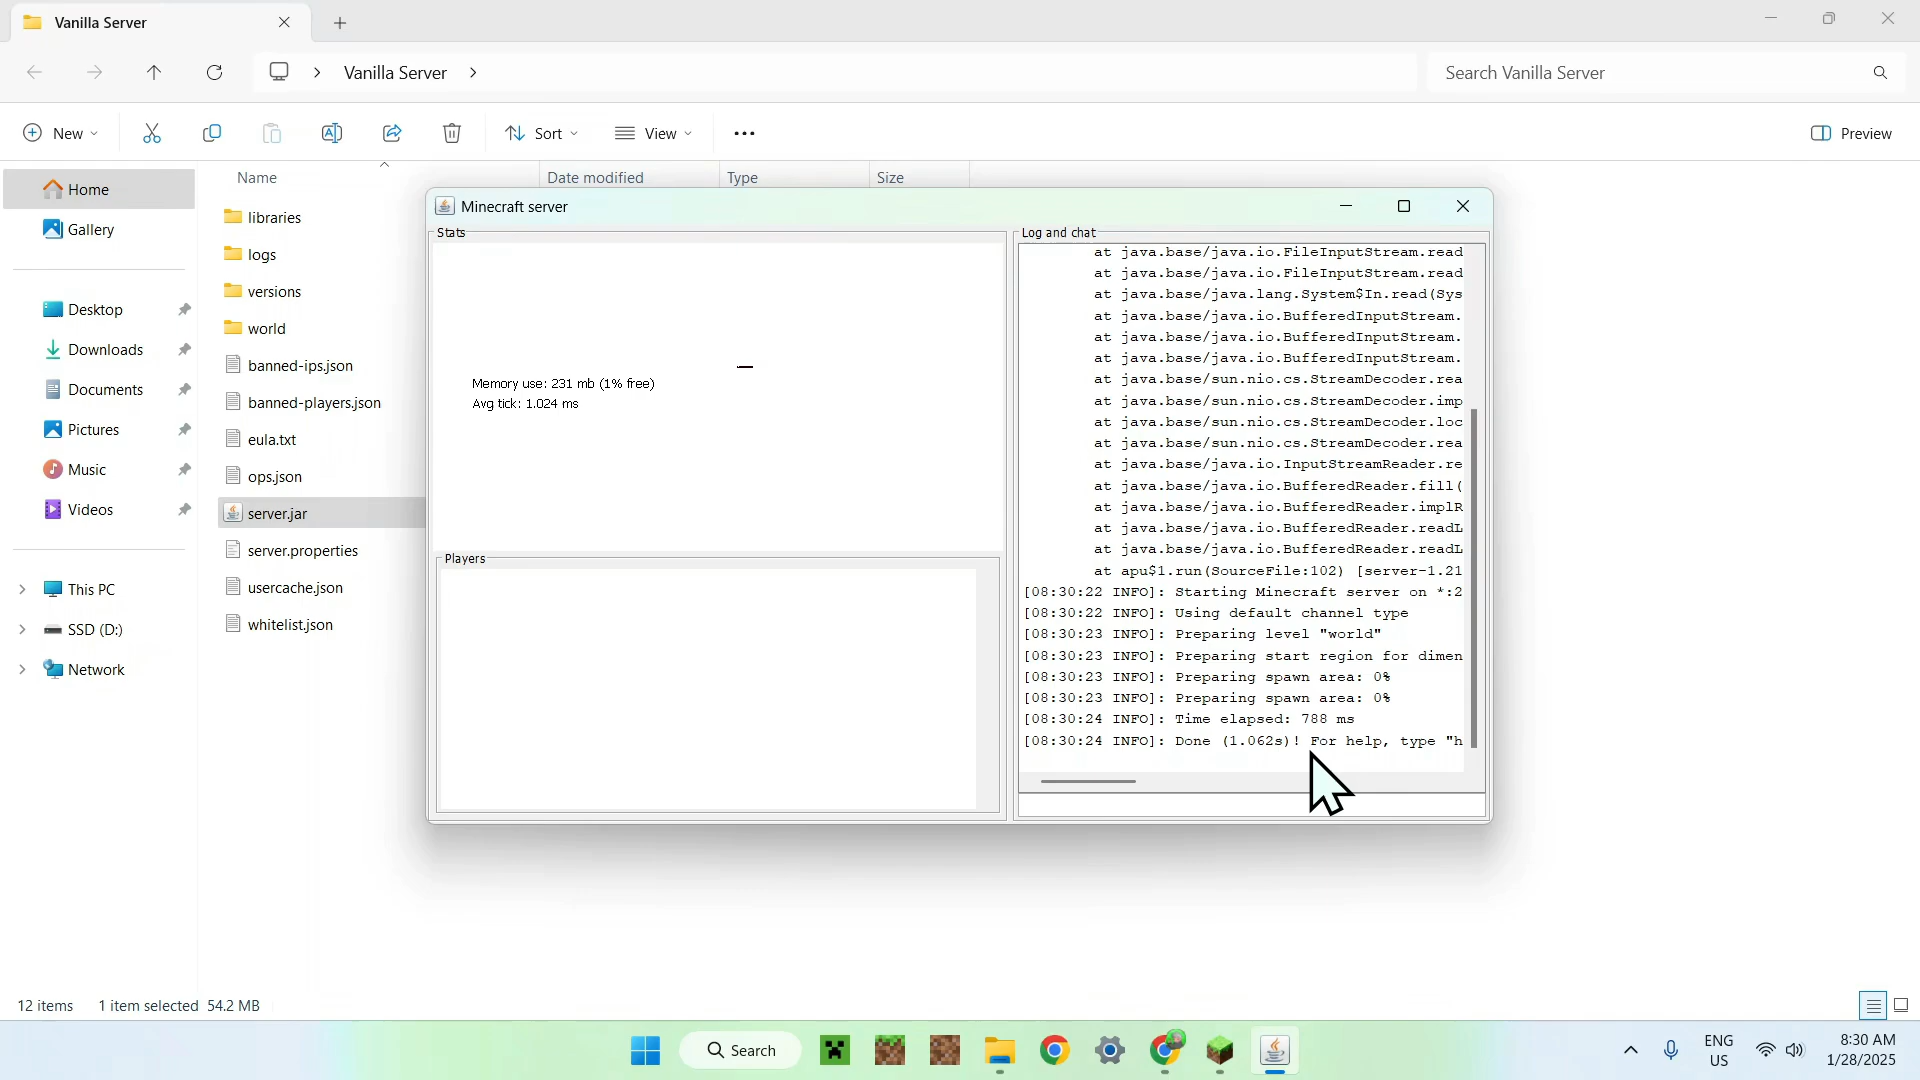 Vanilla Server
Vanilla Server
Search Vanilla Server
New
Sort
View
Preview
Name
Date modified
Type
Size
Home
Gallery
Desktop
Downloads
Documents
Pictures
Music
Videos
This PC
SSD (D:)
Network
libraries
logs
versions
world
banned-ips.json
banned-players.json
eula.txt
ops.json
server.jar
server.properties
usercache.json
whitelist.json
Minecraft server
Stats
Memory use: 231 mb (1% free)
Avg tick: 1.024 ms
Players
Log and chat
at java.base/java.io.FileInputStream.read
at java.base/java.io.FileInputStream.read
at java.base/java.lang.System$In.read(Sys
at java.base/java.io.BufferedInputStream.
at java.base/java.io.BufferedInputStream.
at java.base/java.io.BufferedInputStream.
at java.base/sun.nio.cs.StreamDecoder.rea
at java.base/sun.nio.cs.StreamDecoder.imp
at java.base/sun.nio.cs.StreamDecoder.loc
at java.base/sun.nio.cs.StreamDecoder.rea
at java.base/java.io.InputStreamReader.re
at java.base/java.io.BufferedReader.fill(
at java.base/java.io.BufferedReader.implR
at java.base/java.io.BufferedReader.readL
at java.base/java.io.BufferedReader.readL
at apu$1.run(SourceFile:102) [server-1.21
[08:30:22 INFO]: Starting Minecraft server on *:2
[08:30:22 INFO]: Using default channel type
[08:30:23 INFO]: Preparing level "world"
[08:30:23 INFO]: Preparing start region for dimen
[08:30:23 INFO]: Preparing spawn area: 0%
[08:30:23 INFO]: Preparing spawn area: 0%
[08:30:24 INFO]: Time elapsed: 788 ms
[08:30:24 INFO]: Done (1.062s)! For help, type "h
12 items
1 item selected 54.2 MB
Search
ENG
US
8:30 AM
1/28/2025